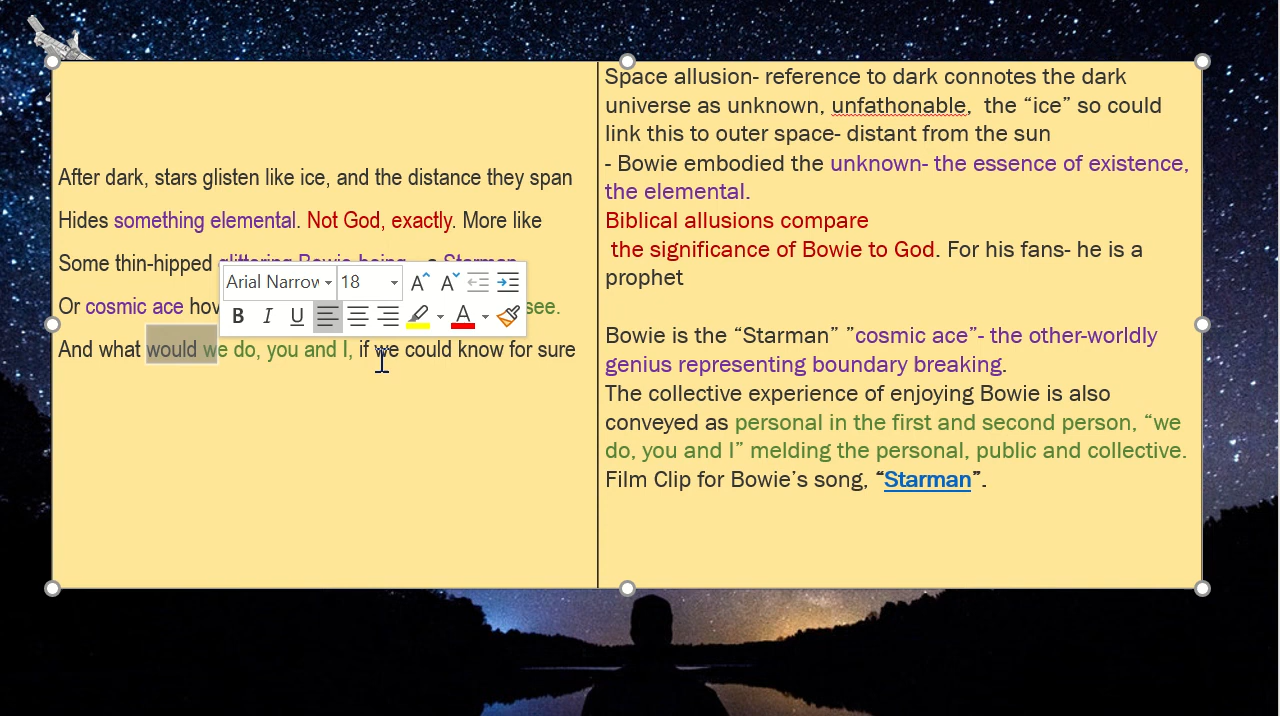 After dark, stars glisten like ice, and the distance they span
Hides something elemental. Not God, exactly. More like
Some thin-hipped glittering Bowie-being—a Starman
Or cosmic ace hov see.
And what would we do, you and I, if we could know for sure
Arial Narrow 18 A A
B I U A
Space allusion- reference to dark connotes the dark
universe as unknown, unfathonable, the “ice” so could
link this to outer space- distant from the sun
- Bowie embodied the unknown- the essence of existence,
the elemental.
Biblical allusions compare
the significance of Bowie to God. For his fans- he is a
prophet
Bowie is the “Starman” ”cosmic ace”- the other-worldly
genius representing boundary breaking.
The collective experience of enjoying Bowie is also
conveyed as personal in the first and second person, “we
do, you and I” melding the personal, public and collective.
Film Clip for Bowie’s song, “Starman”.